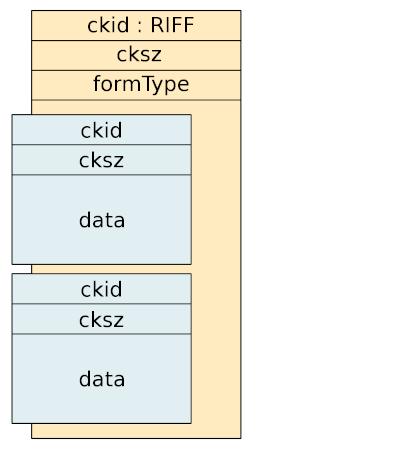 ckid : RIFF
cksz
formType
ckid
cksz
data
ckid
cksz
data